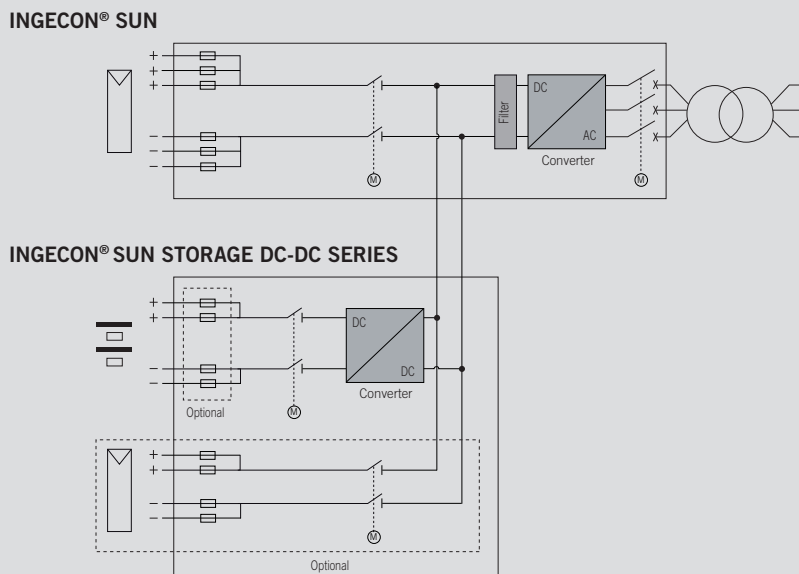 INGECON® SUN
+
+
+
−
−
−
M
Filter
DC
AC
Converter
M
INGECON® SUN STORAGE DC-DC SERIES
+
+
−
−
Optional
M
DC
DC
Converter
+
+
−
−
M
Optional